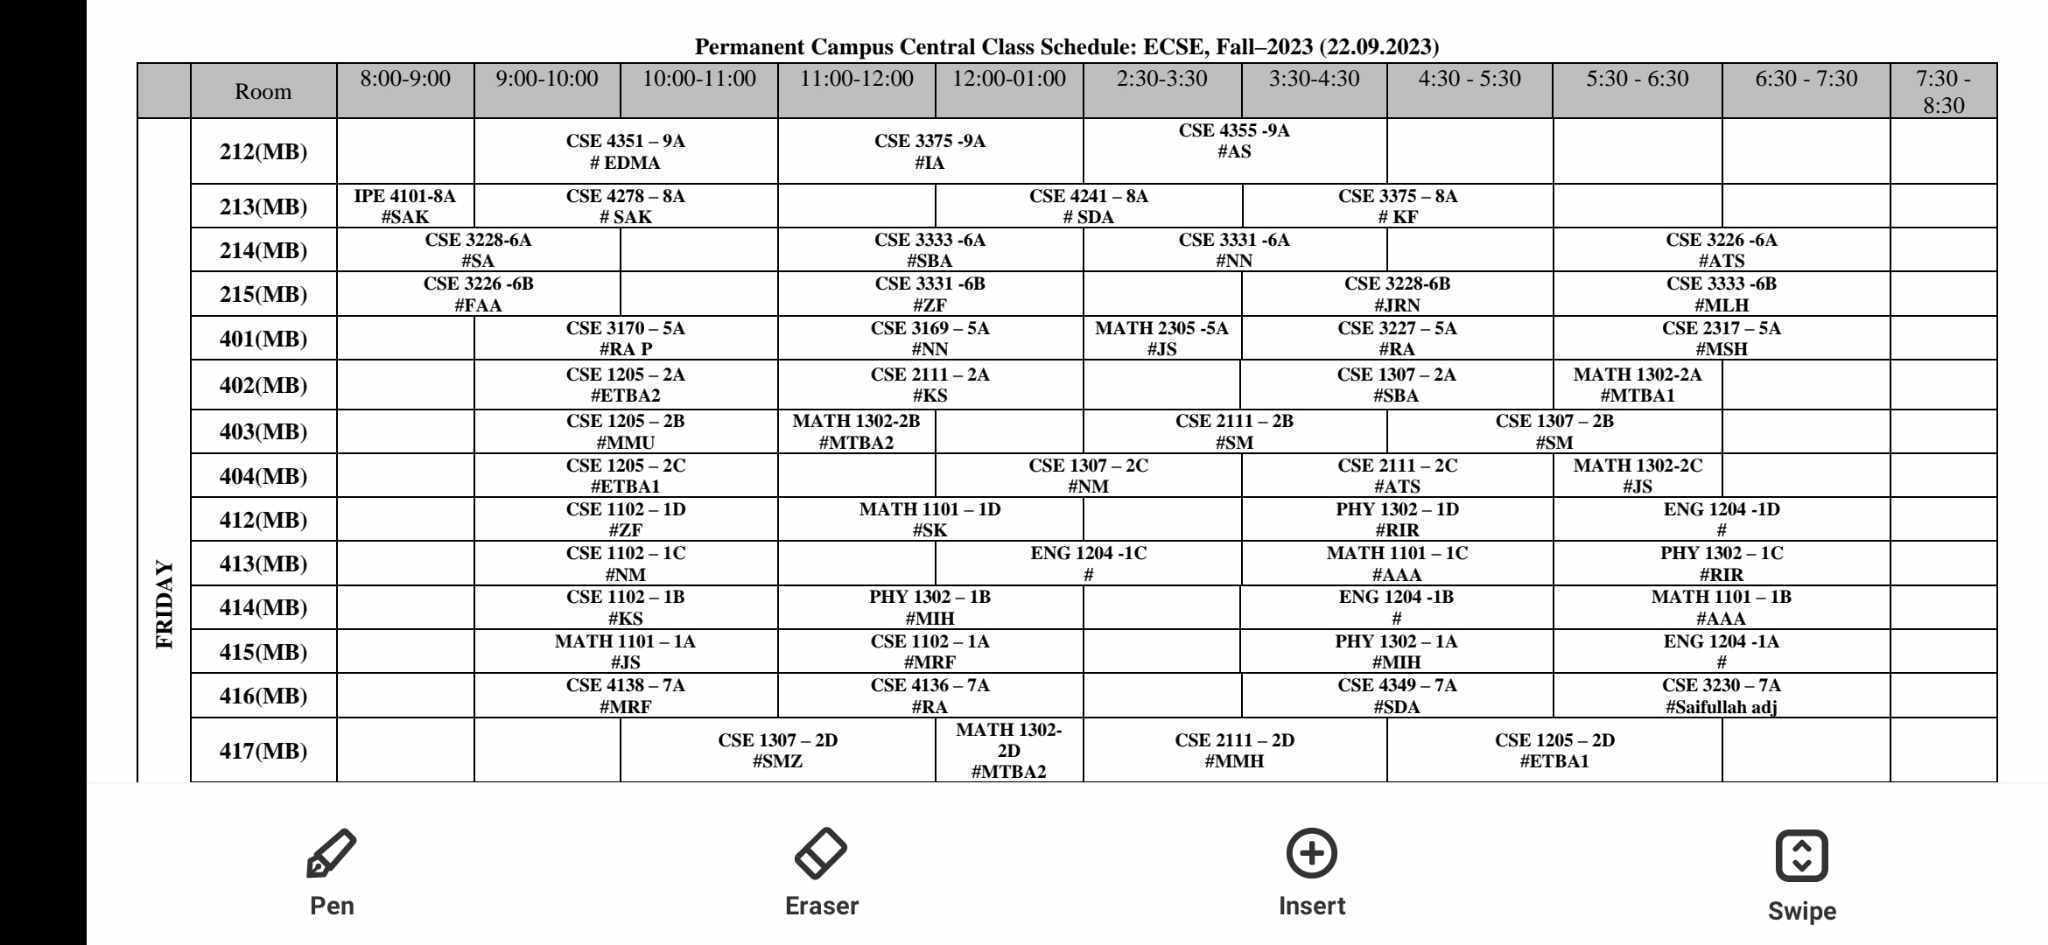 Permanent Campus Central Class Schedule: ECSE, Fall–2023 (22.09.2023)
Room 8:00-9:00 9:00-10:00 10:00-11:00 11:00-12:00 12:00-01:00 2:30-3:30 3:30-4:30 4:30 - 5:30 5:30 - 6:30 6:30 - 7:30 7:30 -
8:30
FRIDAY
212(MB)
CSE 4351 – 9A CSE 3375 -9A CSE 4355 -9A
# EDMA #IA #AS
213(MB)
IPE 4101-8A CSE 4278 – 8A CSE 4241 – 8A CSE 3375 – 8A
#SAK # SAK # SDA # KF
214(MB)
CSE 3228-6A CSE 3333 -6A CSE 3331 -6A CSE 3226 -6A
#SA #SBA #NN #ATS
215(MB)
CSE 3226 -6B CSE 3331 -6B CSE 3228-6B CSE 3333 -6B
#FAA #ZF #JRN #MLH
401(MB)
CSE 3170 – 5A CSE 3169 – 5A MATH 2305 -5A CSE 3227 – 5A CSE 2317 – 5A
#RA P #NN #JS #RA #MSH
402(MB)
CSE 1205 – 2A CSE 2111 – 2A CSE 1307 – 2A MATH 1302-2A
#ETBA2 #KS #SBA #MTBA1
403(MB)
CSE 1205 – 2B MATH 1302-2B CSE 2111 – 2B CSE 1307 – 2B
#MMU #MTBA2 #SM #SM
404(MB)
CSE 1205 – 2C CSE 1307 – 2C CSE 2111 – 2C MATH 1302-2C
#ETBA1 #NM #ATS #JS
412(MB)
CSE 1102 – 1D MATH 1101 – 1D PHY 1302 – 1D ENG 1204 -1D
#ZF #SK #RIR #
413(MB)
CSE 1102 – 1C ENG 1204 -1C MATH 1101 – 1C PHY 1302 – 1C
#NM # #AAA #RIR
414(MB)
CSE 1102 – 1B PHY 1302 – 1B ENG 1204 -1B MATH 1101 – 1B
#KS #MIH # #AAA
415(MB)
MATH 1101 – 1A CSE 1102 – 1A PHY 1302 – 1A ENG 1204 -1A
#JS #MRF #MIH #
416(MB)
CSE 4138 – 7A CSE 4136 – 7A CSE 4349 – 7A CSE 3230 – 7A
#MRF #RA #SDA #Saifullah adj
417(MB)
CSE 1307 – 2D MATH 1302- CSE 2111 – 2D CSE 1205 – 2D
2D
#SMZ #MTBA2 #MMH #ETBA1
Pen Eraser Insert Swipe